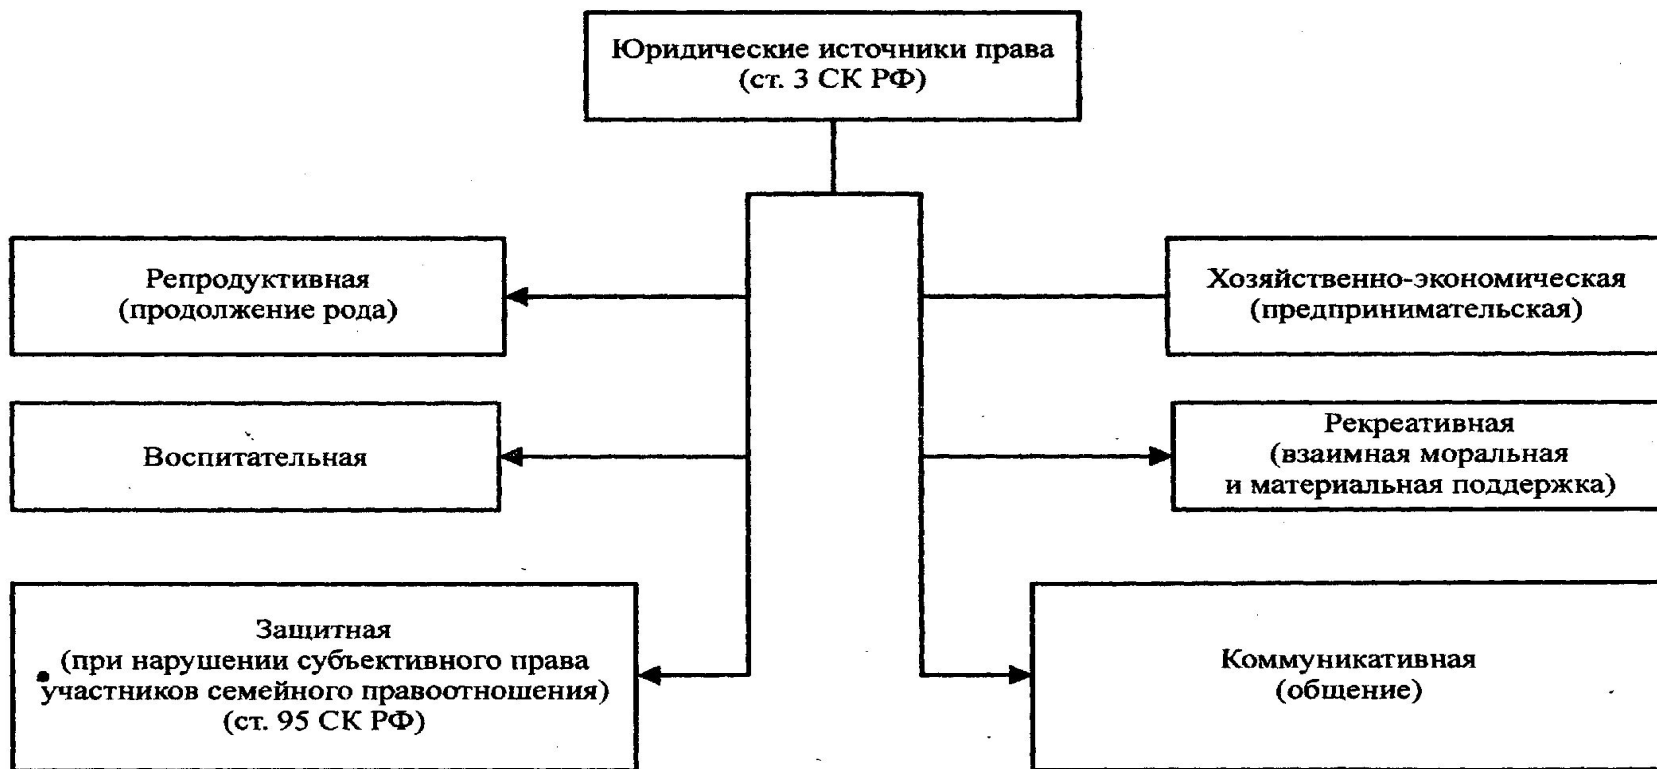 Юридические источники права
(ст. 3 СК РФ)
Репродуктивная
(продолжение рода)
Хозяйственно-экономическая
(предпринимательская)
Воспитательная
Рекреативная
(взаимная моральная
и материальная поддержка)
Защитная
(при нарушении субъективного права
участников семейного правоотношения)
(ст. 95 СК РФ)
Коммуникативная
(общение)